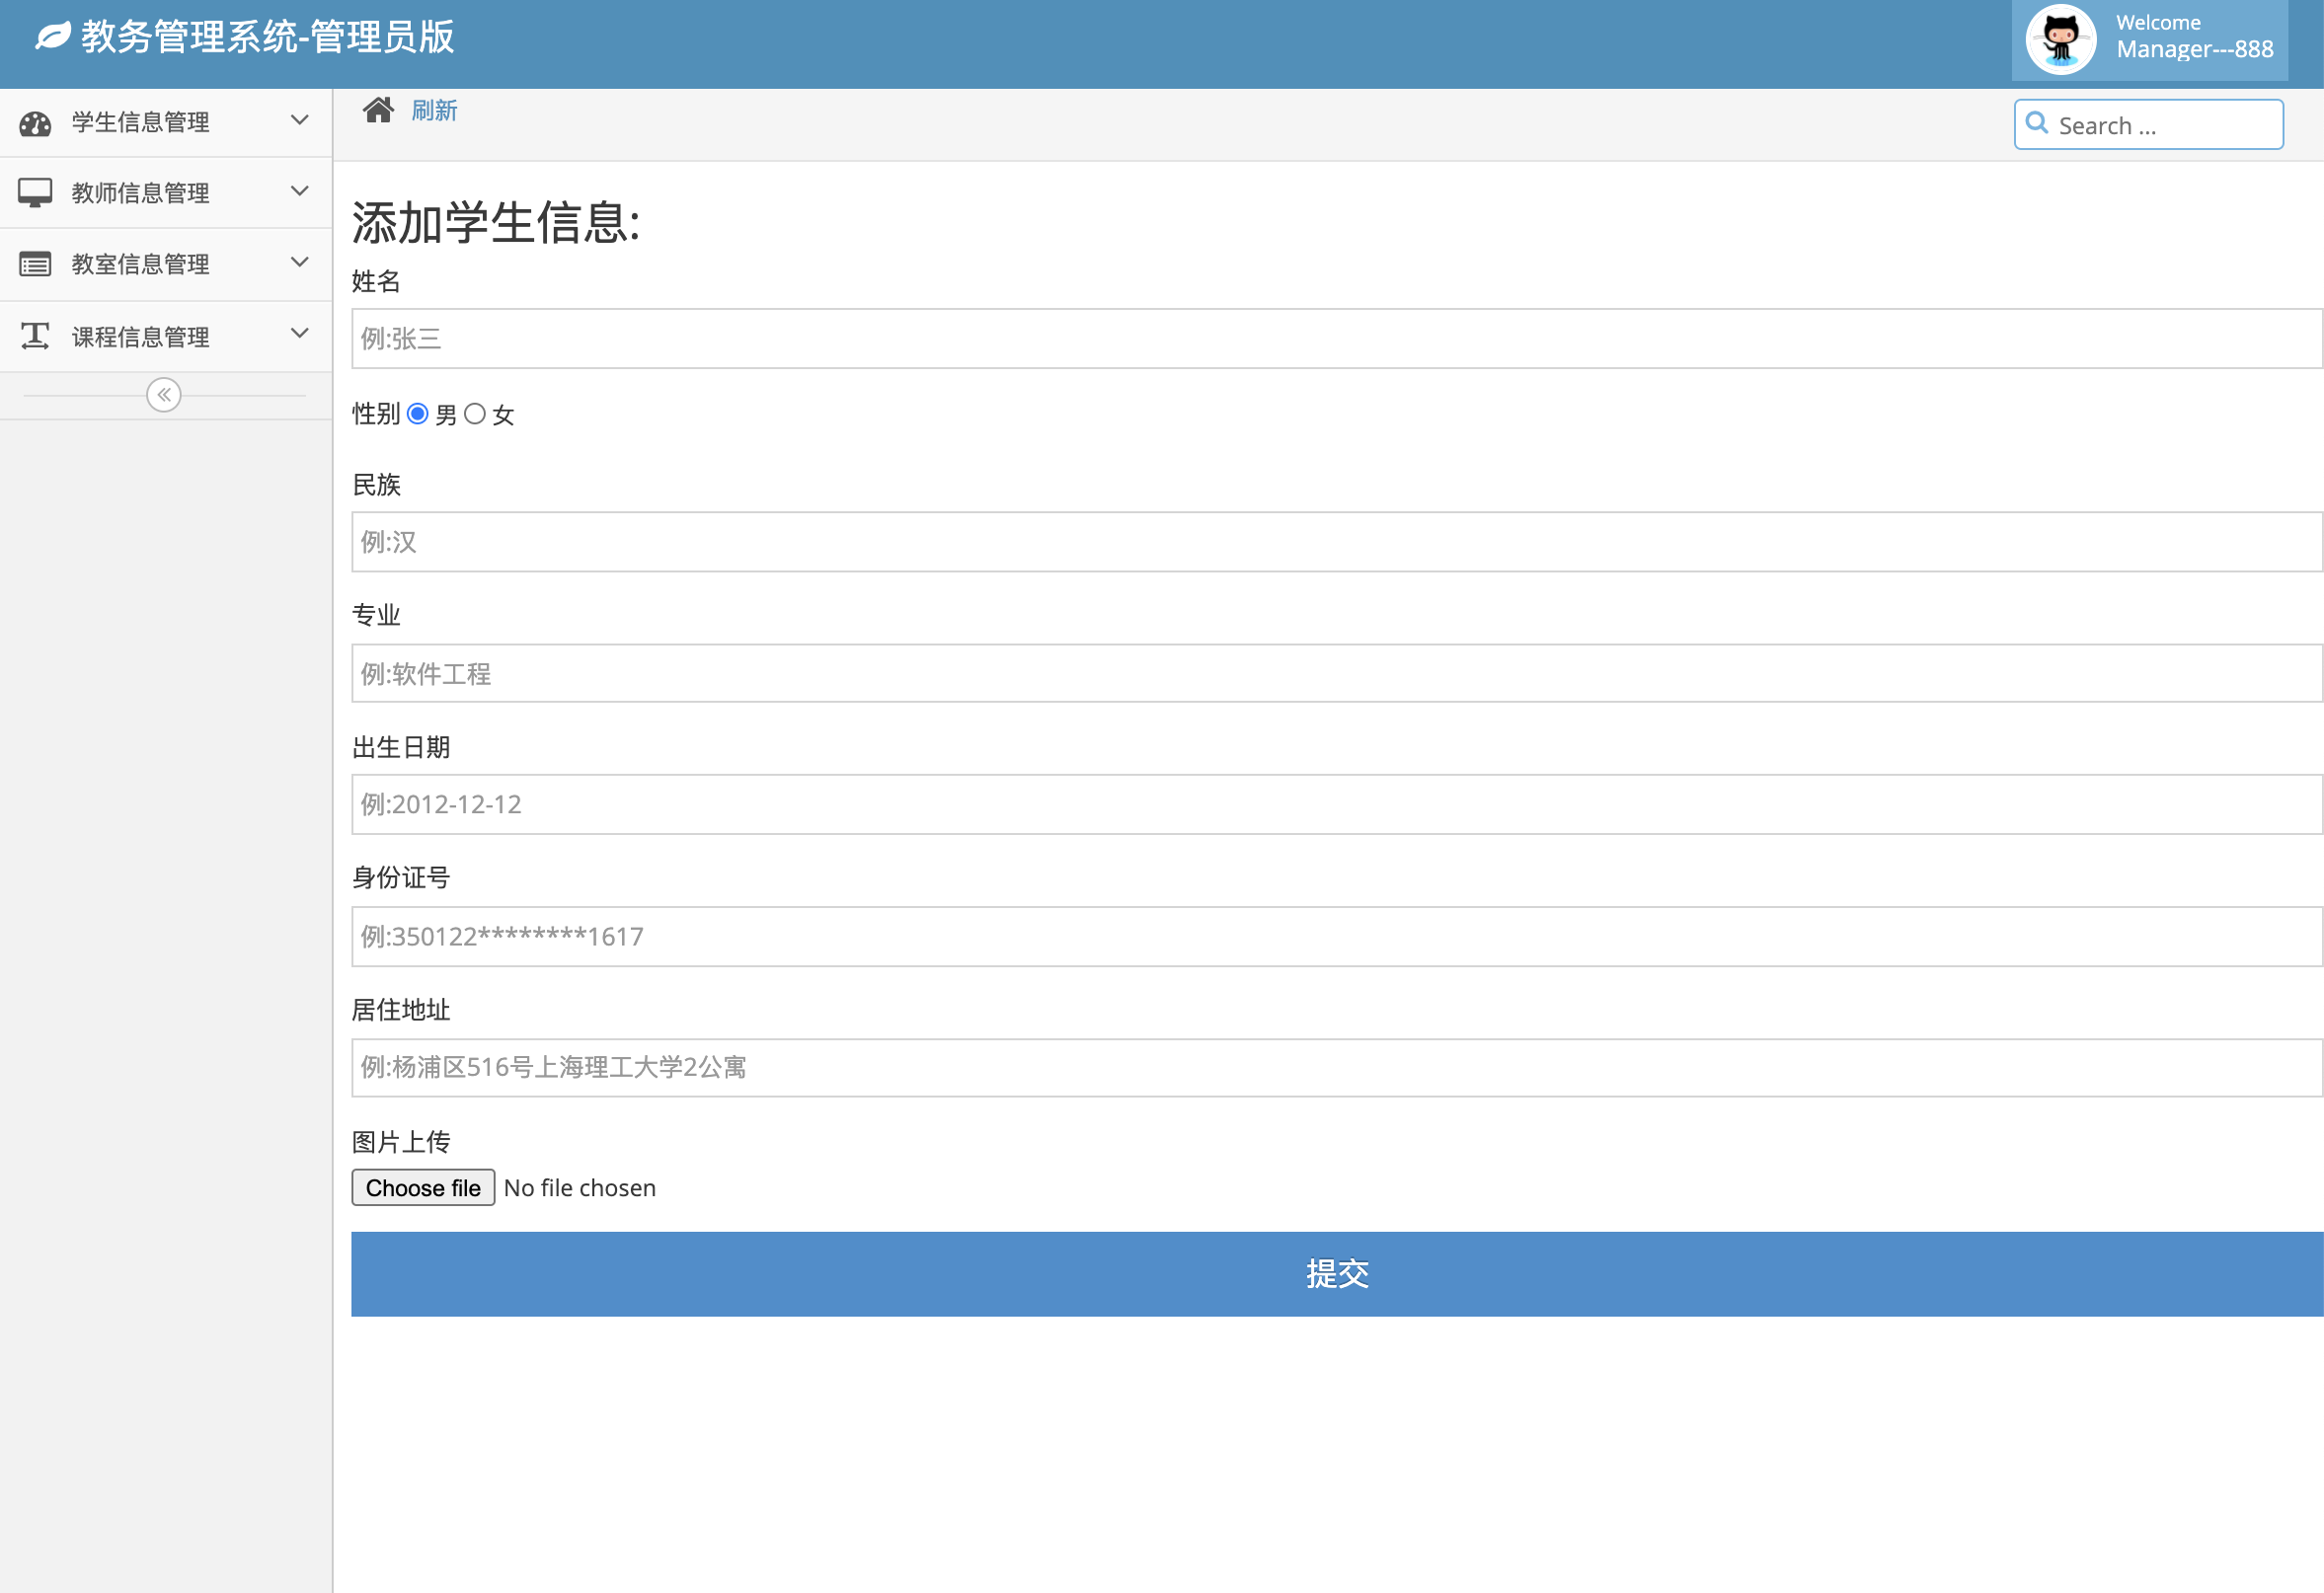 教务管理系统-管理员版
Welcome
Manager---888
学生信息管理
教师信息管理
教室信息管理
课程信息管理
刷新
Search ...
添加学生信息:
姓名
例:张三
性别 男 女
民族
例:汉
专业
例:软件工程
出生日期
例:2012-12-12
身份证号
例:350122********1617
居住地址
例:杨浦区516号上海理工大学2公寓
图片上传
Choose file No file chosen
提交